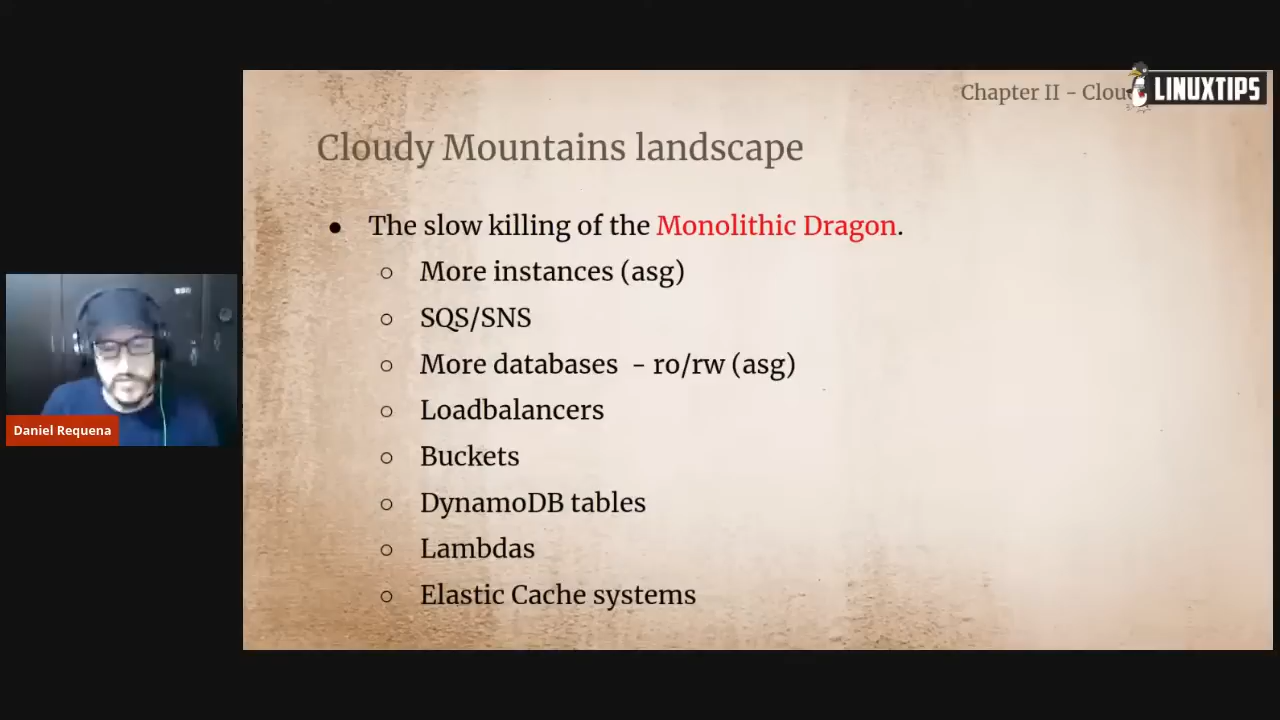 Chapter II - Clou
LINUXTIPS
Cloudy Mountains landscape
● The slow killing of the Monolithic Dragon.
○ More instances (asg)
○ SQS/SNS
○ More databases - ro/rw (asg)
○ Loadbalancers
○ Buckets
○ DynamoDB tables
○ Lambdas
○ Elastic Cache systems
Daniel Requena